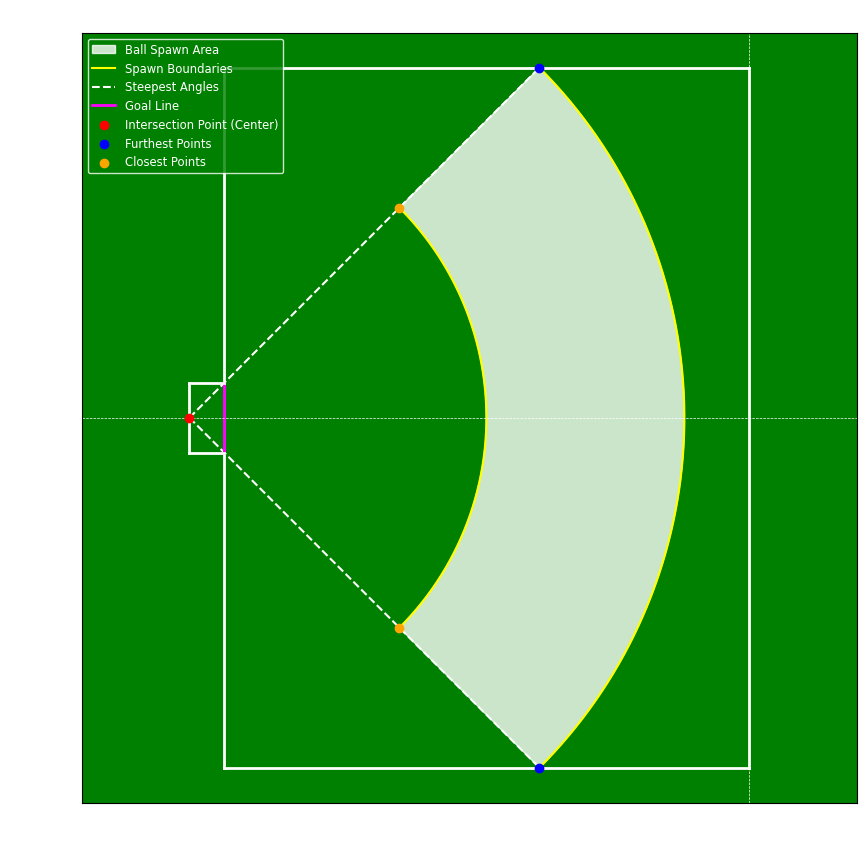 Ball Spawn Area
Spawn Boundaries
Steepest Angles
Goal Line
Intersection Point (Center)
Furthest Points
Closest Points